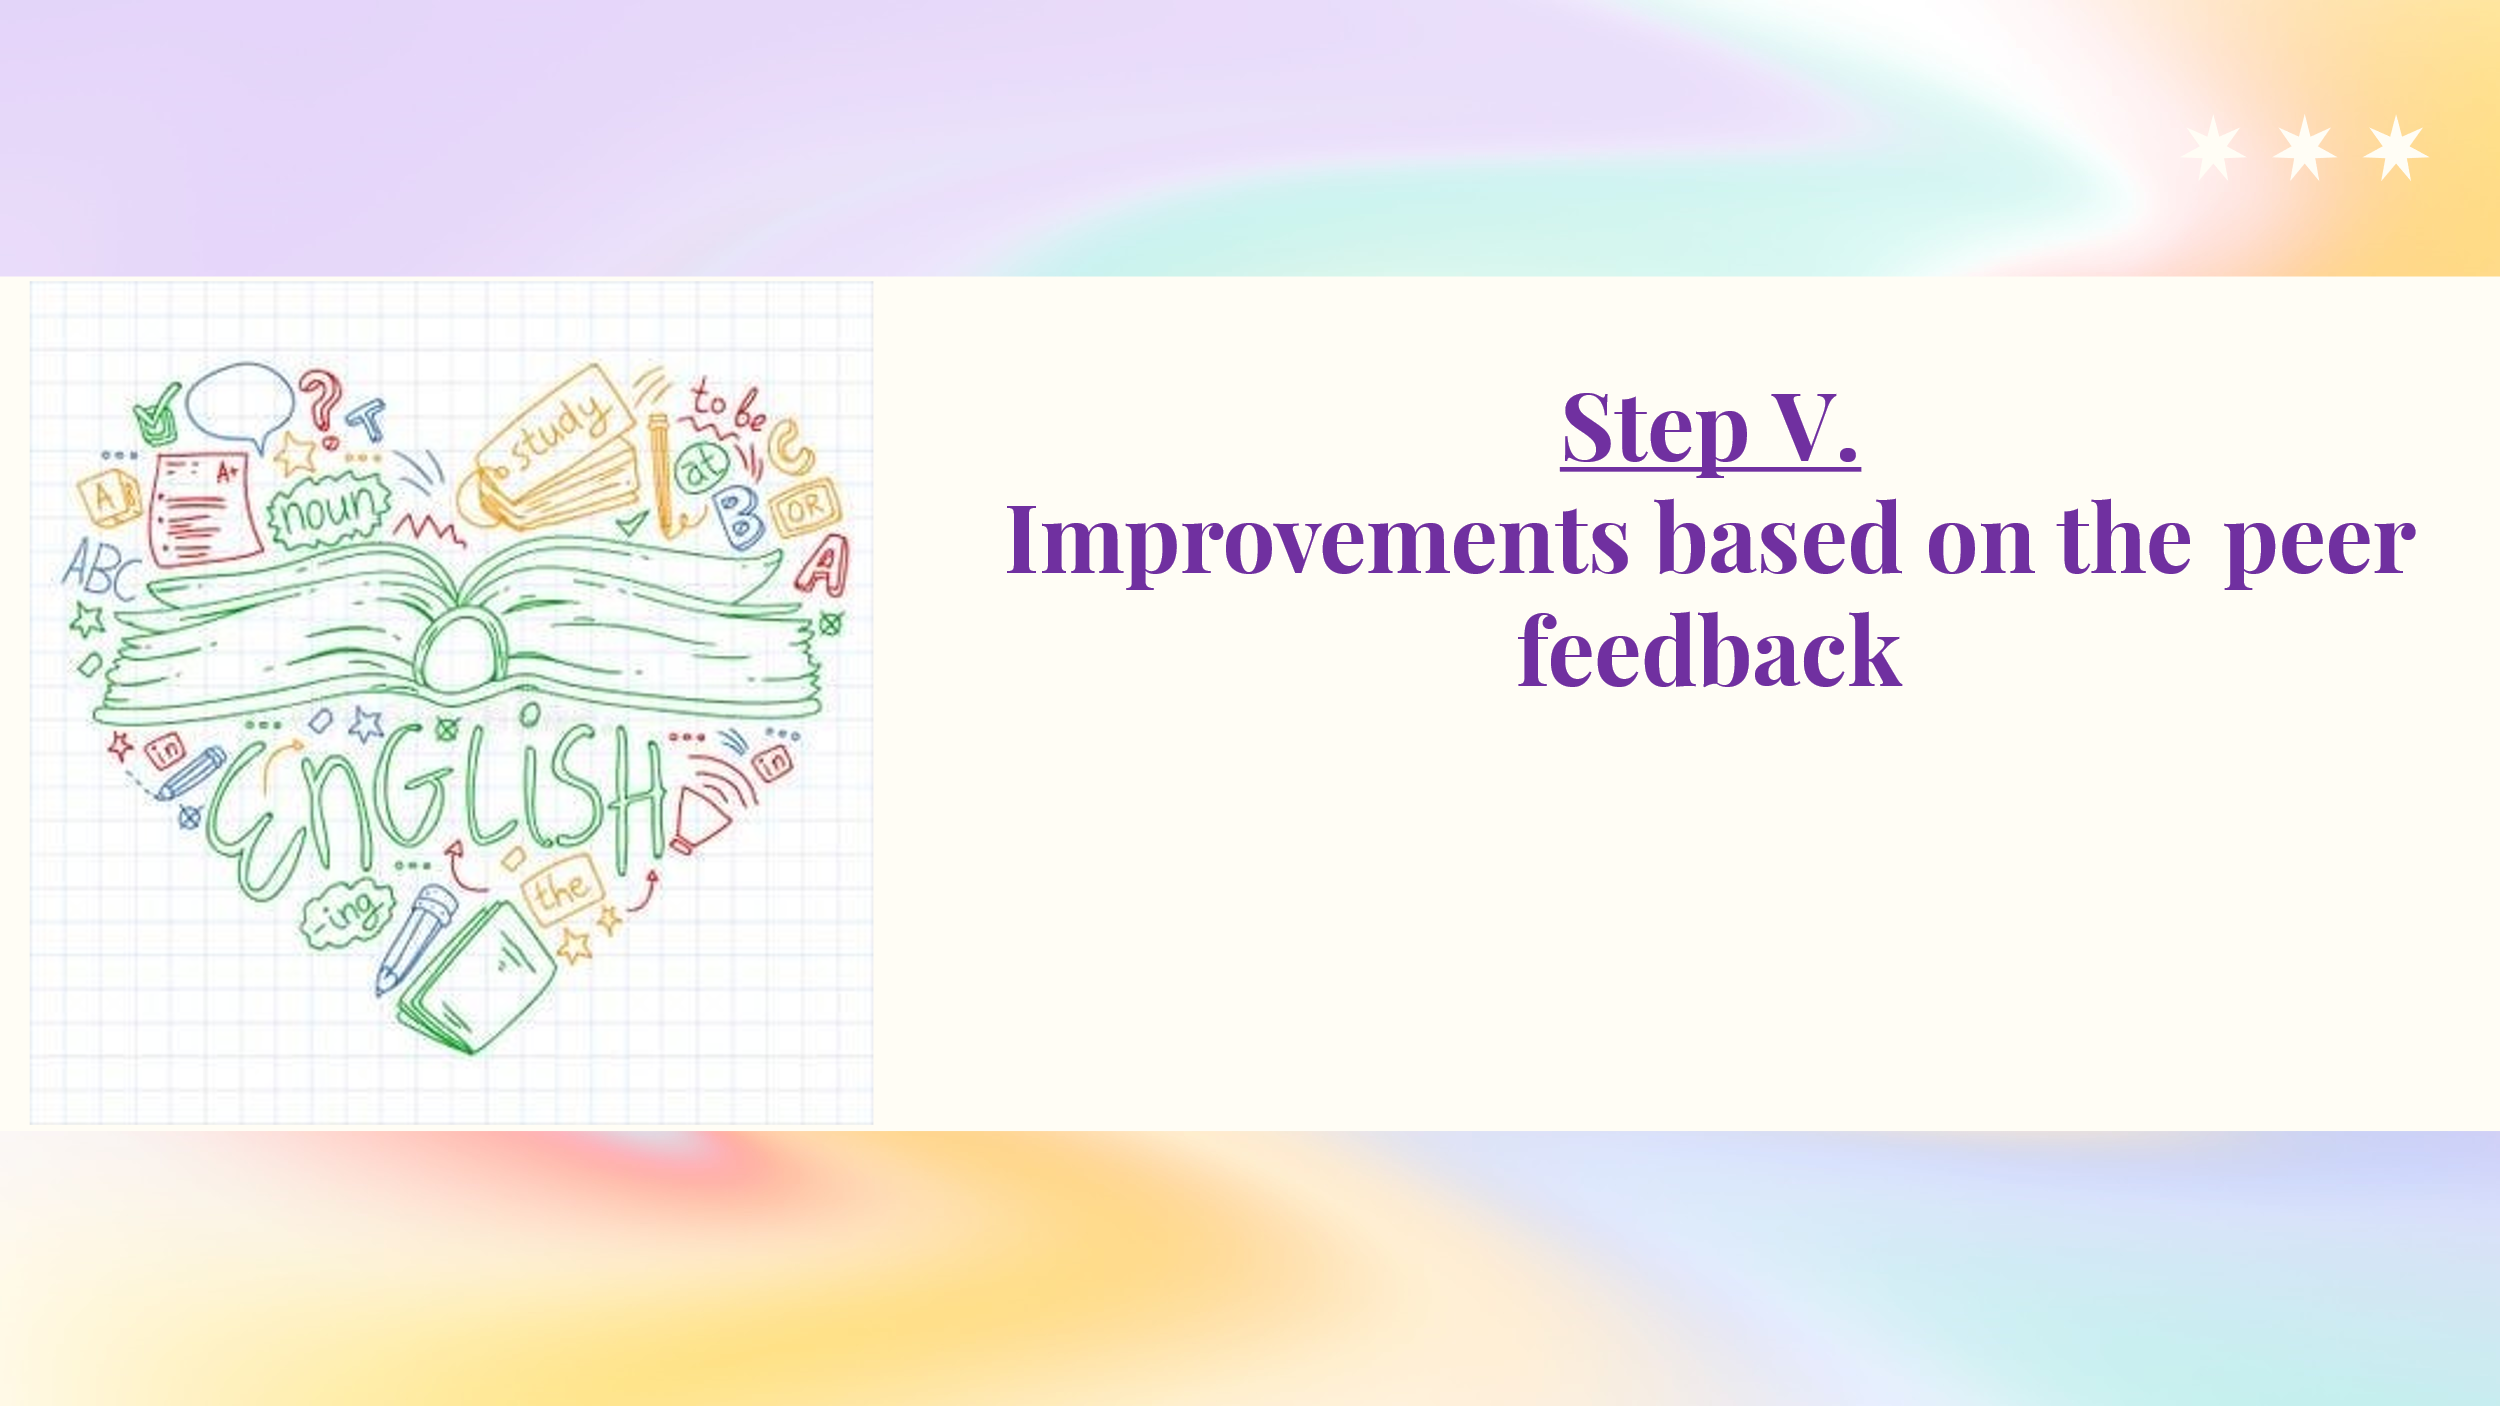 Step V.
Improvements based on the peer
feedback
study
to be
C
?
T
A+
at
A B
noun
B
OR
ABC
A
in
in
EnGLiSH
the
-ing